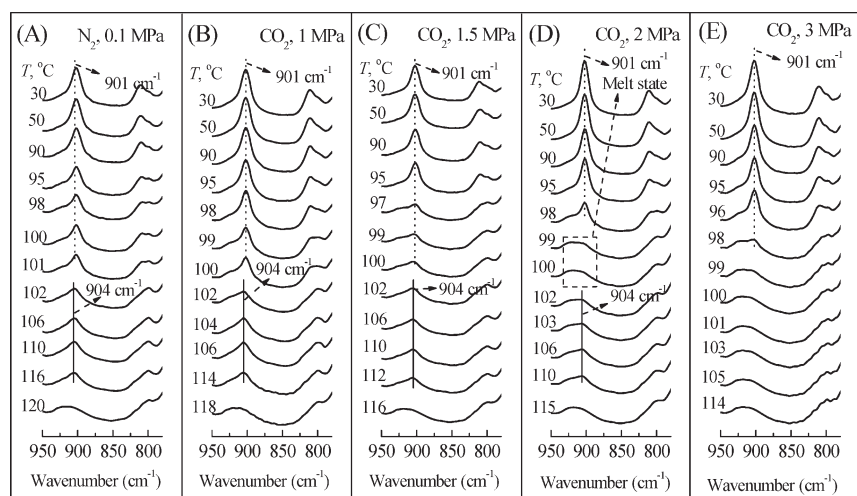 (A) N₂, 0.1 MPa
T, °C
901 cm⁻¹
30
50
90
95
98
100
101
102
904 cm⁻¹
106
110
116
120
950 900 850 800
Wavenumber (cm⁻¹)
(B) CO₂, 1 MPa
T, °C
901 cm⁻¹
30
50
90
95
98
99
100
904 cm⁻¹
102
104
106
114
118
950 900 850 800
Wavenumber (cm⁻¹)
(C) CO₂, 1.5 MPa
T, °C
901 cm⁻¹
30
50
90
95
97
99
100
102
904 cm⁻¹
106
110
112
116
950 900 850 800
Wavenumber (cm⁻¹)
(D) CO₂, 2 MPa
T, °C
901 cm⁻¹
Melt state
30
50
90
95
98
99
100
102
904 cm⁻¹
103
106
110
115
950 900 850 800
Wavenumber (cm⁻¹)
(E) CO₂, 3 MPa
T, °C
901 cm⁻¹
30
50
90
95
96
98
99
100
101
103
105
114
950 900 850 800
Wavenumber (cm⁻¹)